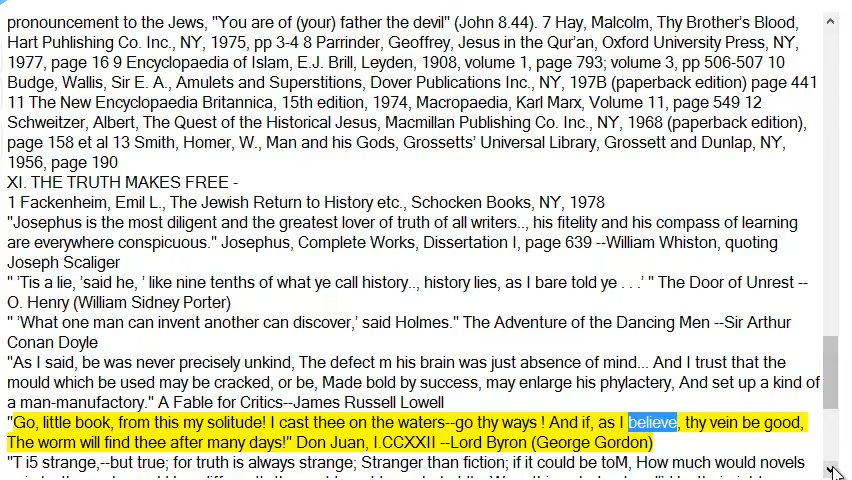 pronouncement to the Jews, "You are of (your) father the devil" (John 8.44). 7 Hay, Malcolm, Thy Brother's Blood,
Hart Puhlishing Co. Inc., NY, 1975, pp 3-4 8 Parrinder, Geoffrey, Jesus in the Qur'an, Oxford University Press, NY,
1977, page 16 9 Encyclopaedia of Islam, E.J. Brill, Leyden, 1908, volume 1, page 793; volume 3, pp 506-507 10
Budge, Wallis, Sir E. A., Amulets and Superstitions, Dover Publications Inc., NY, 197B (paperback edition) page 441
11 The New Encyclopaedia Britannica, 15th edition, 1974, Macropaedia, Karl Marx, Volume 11, page 549 12
Schweitzer, Albert, The Quest of the Historical Jesus, Macmillan Publishing Co. Inc., NY, 1968 (paperback edition),
page 158 et al 13 Smith, Homer, W., Man and his Gods, Grossetts' Universal Library, Grossett and Dunlap, NY,
1956, page 190
XI. THE TRUTH MAKES FREE -
1 Fackenheim, Emil L., The Jewish Return to History etc., Schocken Books, NY, 1978
"Josephus is the most diligent and the greatest lover of truth of all writers.., his fitelity and his compass of learning
are everywhere conspicuous." Josephus, Complete Works, Dissertation I, page 639 --William Whiston, quoting
Joseph Scaliger
" 'Tis a lie, 'said he, ' like nine tenths of what ye call history.., history lies, as I bare told ye . . .' " The Door of Unrest --
O. Henry (William Sidney Porter)
" 'What one man can invent another can discover,' said Holmes." The Adventure of the Dancing Men --Sir Arthur
Conan Doyle
"As I said, be was never precisely unkind, The defect m his brain was just absence of mind... And I trust that the
mould which be used may be cracked, or be, Made bold by success, may enlarge his phylactery, And set up a kind of
a man-manufactory." A Fable for Critics--James Russell Lowell
"Go, little book, from this my solitude! I cast thee on the waters--go thy ways ! And if, as I believe, thy vein be good,
The worm will find thee after many days!" Don Juan, I.CCXXII --Lord Byron (George Gordon)
"T i5 strange,--but true; for truth is always strange; Stranger than fiction; if it could be toM, How much would novels